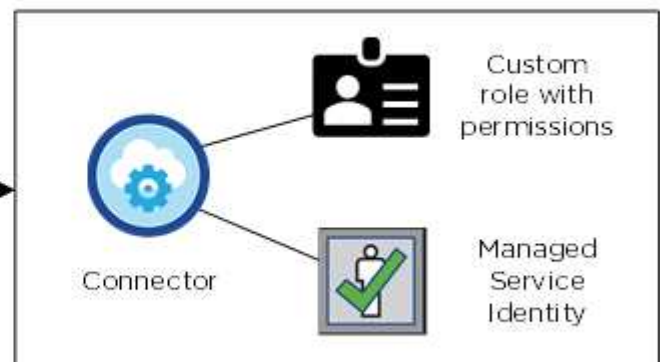 Custom
role with
permissions
Connector
Managed
Service
Identity